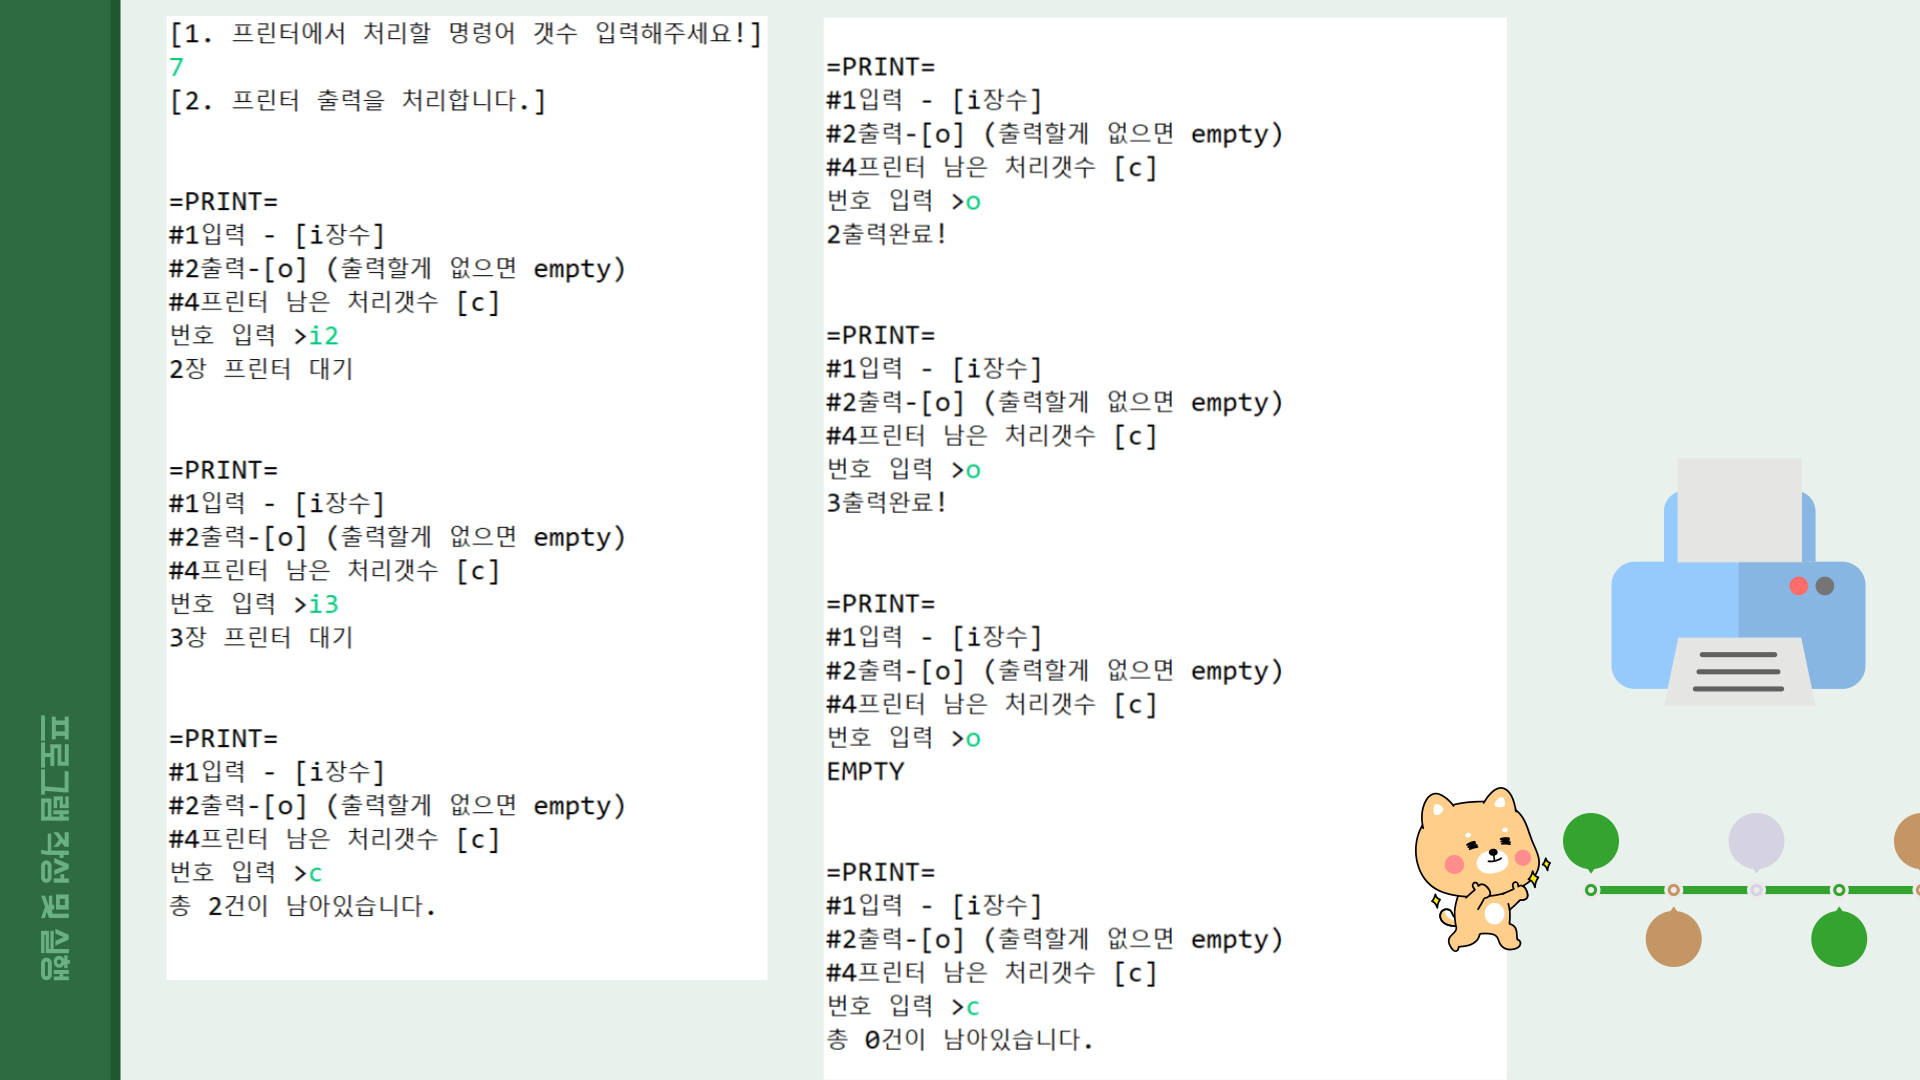 [1. 프린터에서 처리할 명령어 갯수 입력해주세요!]
7
[2. 프린터 출력을 처리합니다.]
=PRINT=
#1입력 - [i장수]
#2출력-[o] (출력할게 없으면 empty)
#4프린터 남은 처리갯수 [c]
번호 입력 >i2
2장 프린터 대기
=PRINT=
#1입력 - [i장수]
#2출력-[o] (출력할게 없으면 empty)
#4프린터 남은 처리갯수 [c]
번호 입력 >i3
3장 프린터 대기
=PRINT=
#1입력 - [i장수]
#2출력-[o] (출력할게 없으면 empty)
#4프린터 남은 처리갯수 [c]
번호 입력 >c
총 2건이 남아있습니다.
=PRINT=
#1입력 - [i장수]
#2출력-[o] (출력할게 없으면 empty)
#4프린터 남은 처리갯수 [c]
번호 입력 >o
2출력완료!
=PRINT=
#1입력 - [i장수]
#2출력-[o] (출력할게 없으면 empty)
#4프린터 남은 처리갯수 [c]
번호 입력 >o
3출력완료!
=PRINT=
#1입력 - [i장수]
#2출력-[o] (출력할게 없으면 empty)
#4프린터 남은 처리갯수 [c]
번호 입력 >o
EMPTY
=PRINT=
#1입력 - [i장수]
#2출력-[o] (출력할게 없으면 empty)
#4프린터 남은 처리갯수 [c]
번호 입력 >c
총 0건이 남아있습니다.
프로그램 작성 및 실행